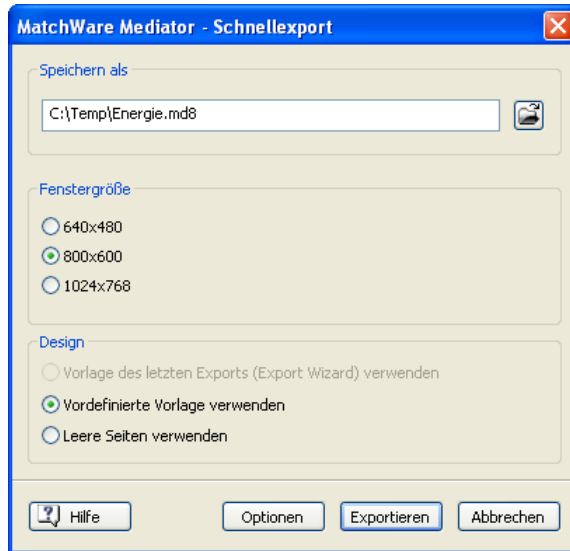 MatchWare Mediator - Schnellexport
Speichern als
C:\Temp\Energie.md8
Fenstergröße
640x480
800x600
1024x768
Design
Vorlage des letzten Exports (Export Wizard) verwenden
Vordefinierte Vorlage verwenden
Leere Seiten verwenden
Hilfe Optionen Exportieren Abbrechen